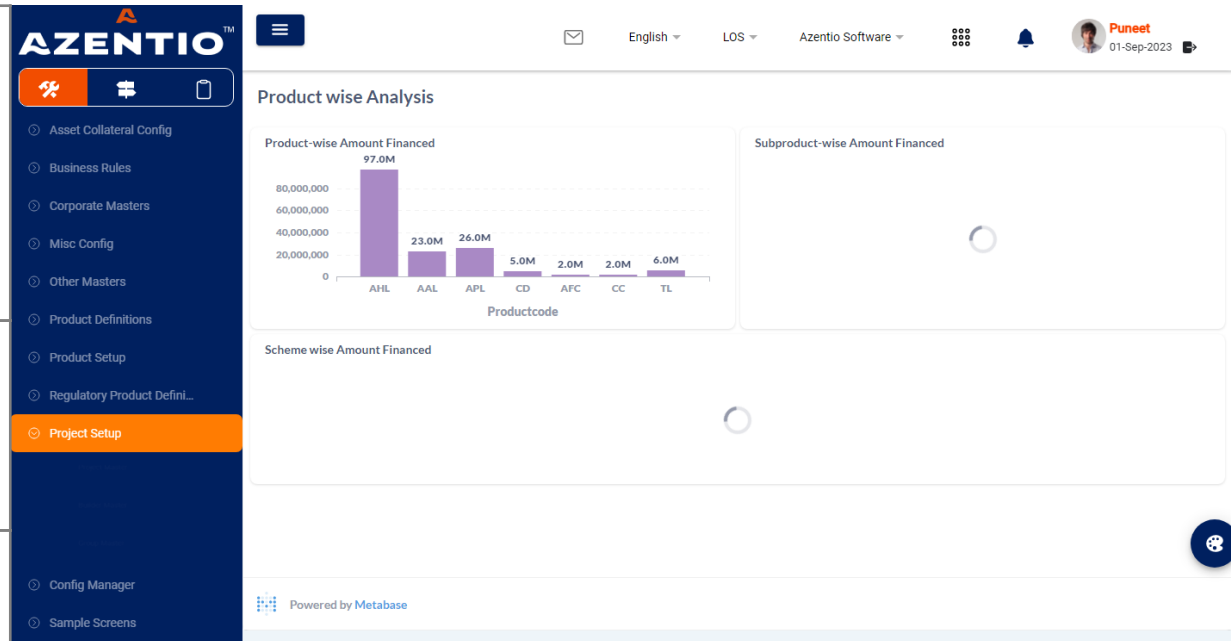 AZENTIO™
English
LOS
Azentio Software
Puneet
01-Sep-2023
Asset Collateral Config
Business Rules
Corporate Masters
Misc Config
Other Masters
Product Definitions
Product Setup
Regulatory Product Defini...
Project Setup
Config Manager
Sample Screens
Product wise Analysis
Product-wise Amount Financed
97.0M
80,000,000
60,000,000
40,000,000
20,000,000
0
23.0M
26.0M
5.0M
2.0M
2.0M
6.0M
AHL
AAL
APL
CD
AFC
CC
TL
Productcode
Subproduct-wise Amount Financed
Scheme wise Amount Financed
Powered by Metabase